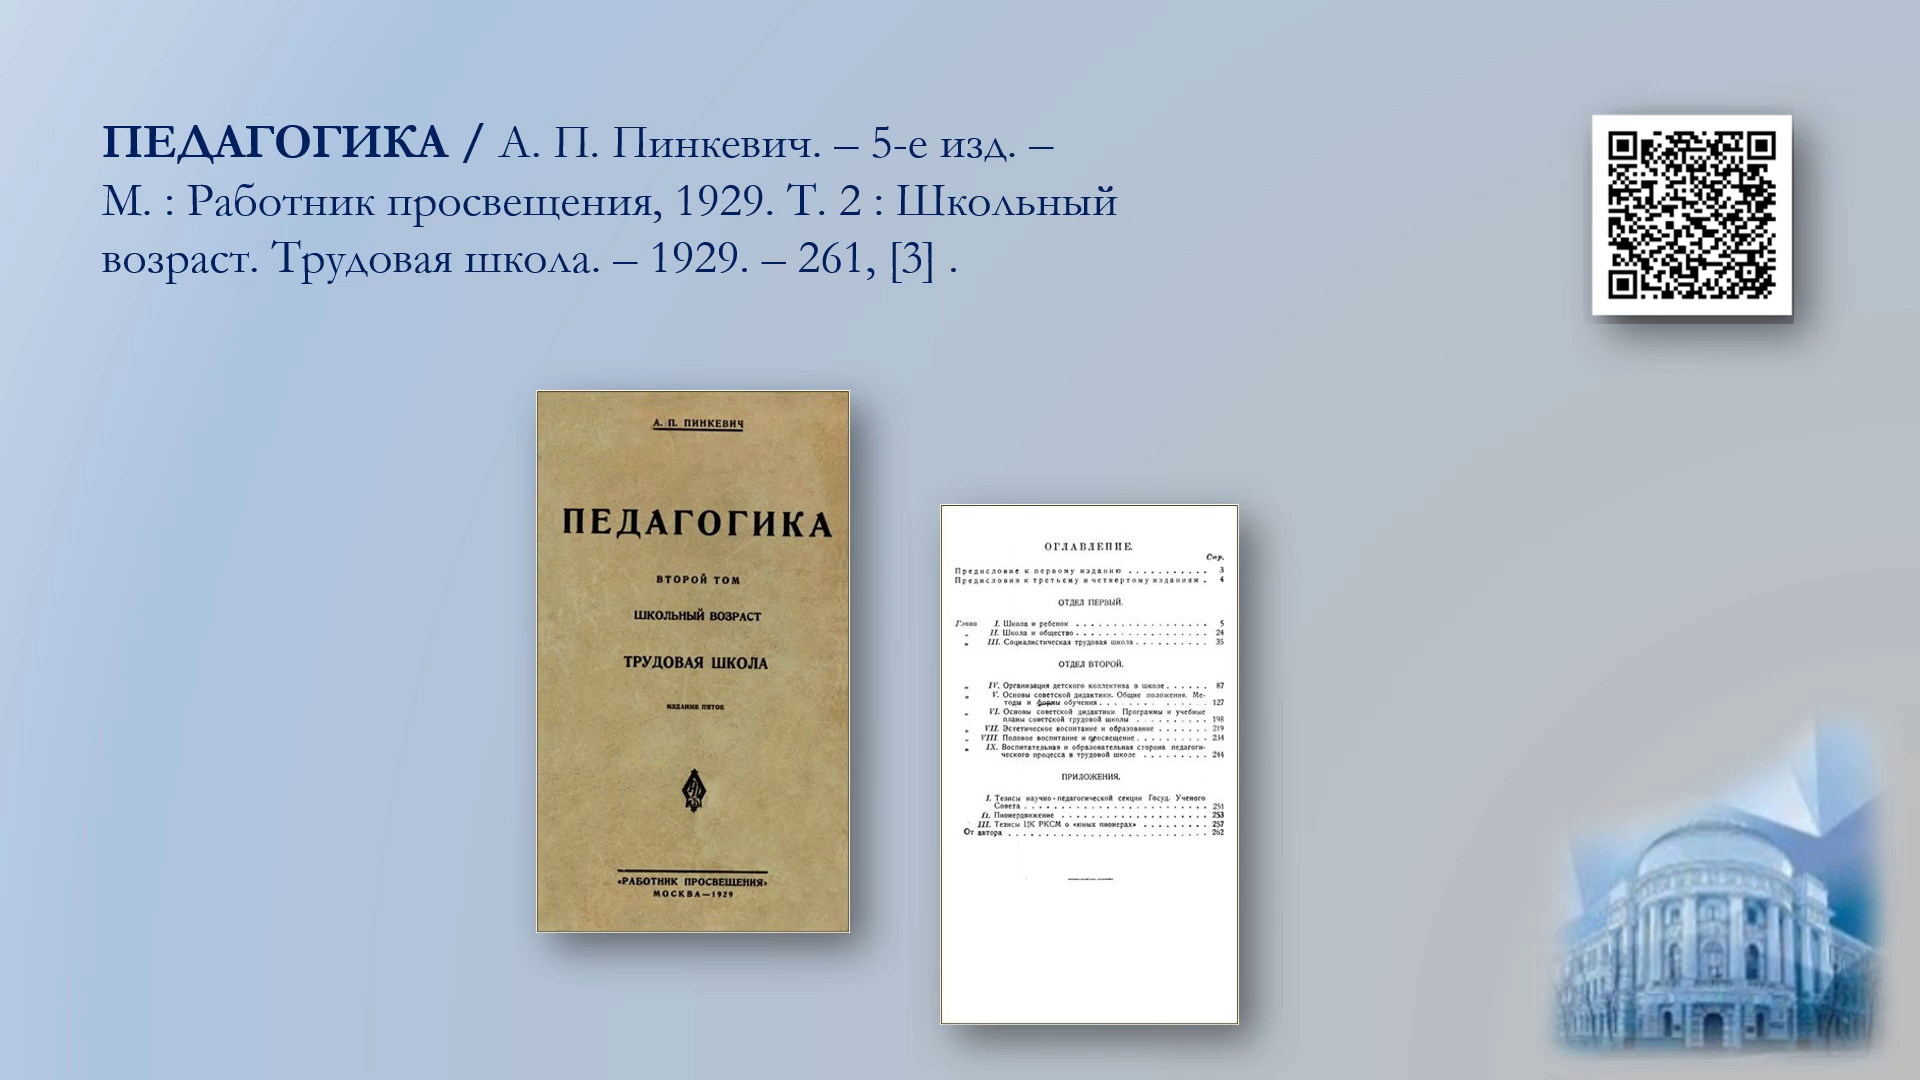 ПЕДАГОГИКА / А. П. Пинкевич. – 5-е изд. –
М. : Работник просвещения, 1929. Т. 2 : Школьный
возраст. Трудовая школа. – 1929. – 261, [3] .
А. П. ПИНКЕВИЧ
ПЕДАГОГИКА
ВТОРОЙ ТОМ
ШКОЛЬНЫЙ ВОЗРАСТ
ТРУДОВАЯ ШКОЛА
ИЗДАНИЕ ПЯТОЕ
«РАБОТНИК ПРОСВЕЩЕНИЯ»
МОСКВА—1929
ОГЛАВЛЕНИЕ.
Стр.
Предисловие к первому изданию . . . . . . . . . . . 3
Предисловия к третьему и четвертому изданиям . 4
ОТДЕЛ ПЕРВЫЙ.
Глава I. Школа и ребенок . . . . . . . . . . . . . . . 5
„ II. Школа и общество . . . . . . . . . . . . . . . 24
„ III. Социалистическая трудовая школа . . . . . . . . 35
ОТДЕЛ ВТОРОЙ.
„ IV. Организация детского коллектива в школе . . . . . . 87
„ V. Основы советской дидактики. Общие положения. Ме-
тоды и формы обучения . . . . . . . . . . . . . 127
„ VI. Основы советской дидактики. Программы и учебные
планы советской трудовой школы . . . . . . . . . 198
„ VII. Эстетическое воспитание и образование . . . . . . . 219
„ VIII. Половое воспитание и просвещение . . . . . . . . . 234
„ IX. Воспитательная и образовательная сторона педагоги-
ческого процесса в трудовой школе . . . . . . . . 244
ПРИЛОЖЕНИЯ.
I. Тезисы научно-педагогической секции Госуд. Ученого
Совета . . . . . . . . . . . . . . . . . . . . . . . . 251
II. Пионердвижение . . . . . . . . . . . . . . . . . . . 253
III. Тезисы ЦК РКСМ о «юных пионерах» . . . . . . . . 257
От автора . . . . . . . . . . . . . . . . . . . . . . . . . 262